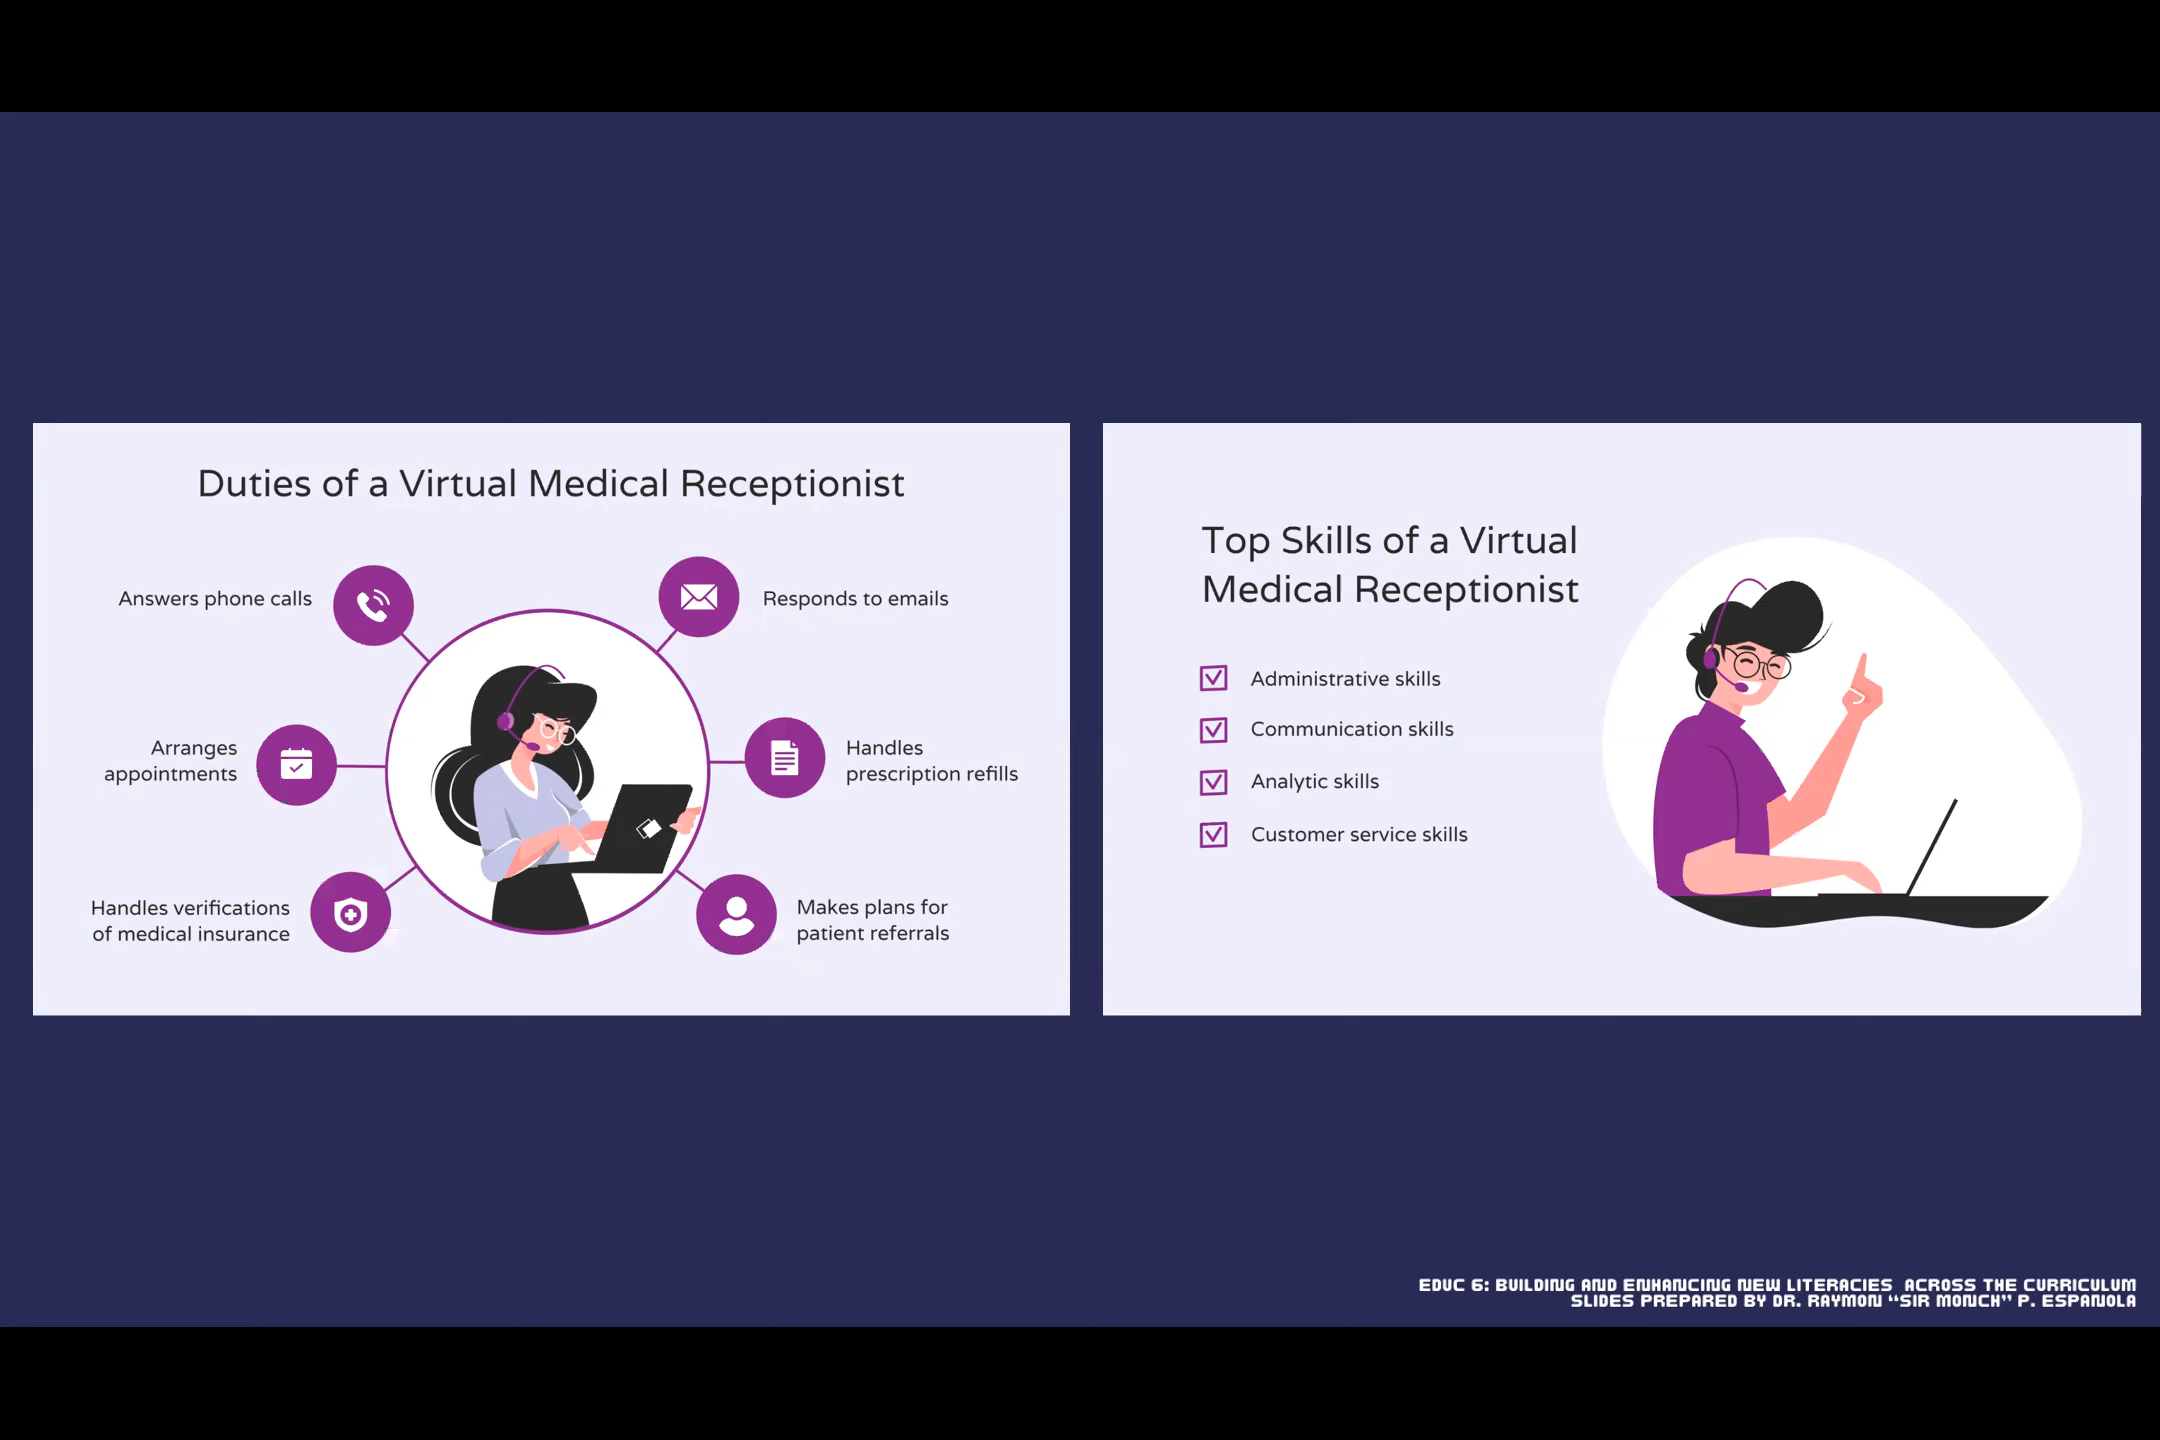 Duties of a Virtual Medical Receptionist
Answers phone calls
Responds to emails
Arranges
appointments
Handles
prescription refills
Handles verifications
of medical insurance
Makes plans for
patient referrals
Top Skills of a Virtual
Medical Receptionist
Administrative skills
Communication skills
Analytic skills
Customer service skills
EDUC 6: BUILDING AND ENHANCING NEW LITERACIES ACROSS THE CURRICULUM
SLIDES PREPARED BY DR. RAYMON “SIR MONCH” P. ESPANOLA